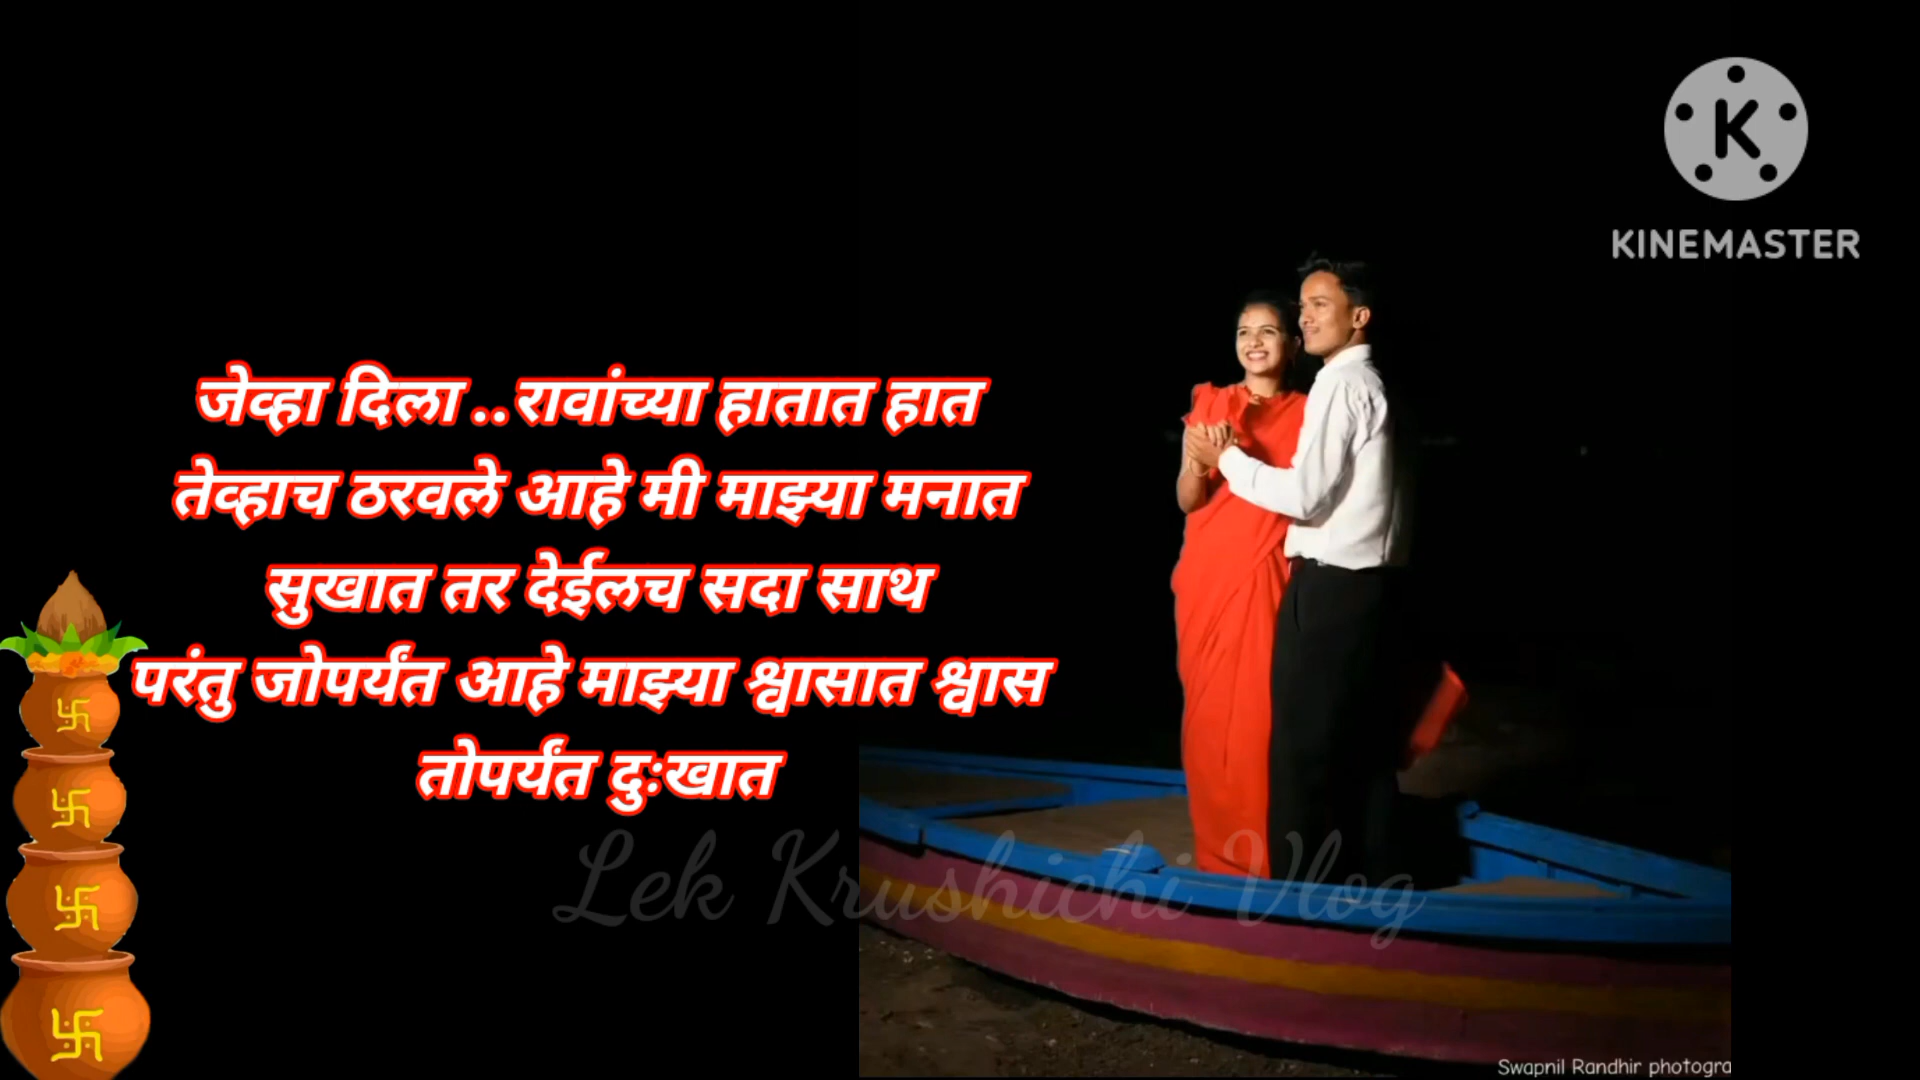 KINEMASTER
जेव्हा दिला ..रावांच्या हातात हात
तेव्हाच ठरवले आहे मी माझ्या मनात
सुखात तर देईलच सदा साथ
परंतु जोपर्यंत आहे माझ्या श्वासात श्वास
तोपर्यंत दुःखात
Lek Krushichi Vlog
Swapnil Randhir photogra